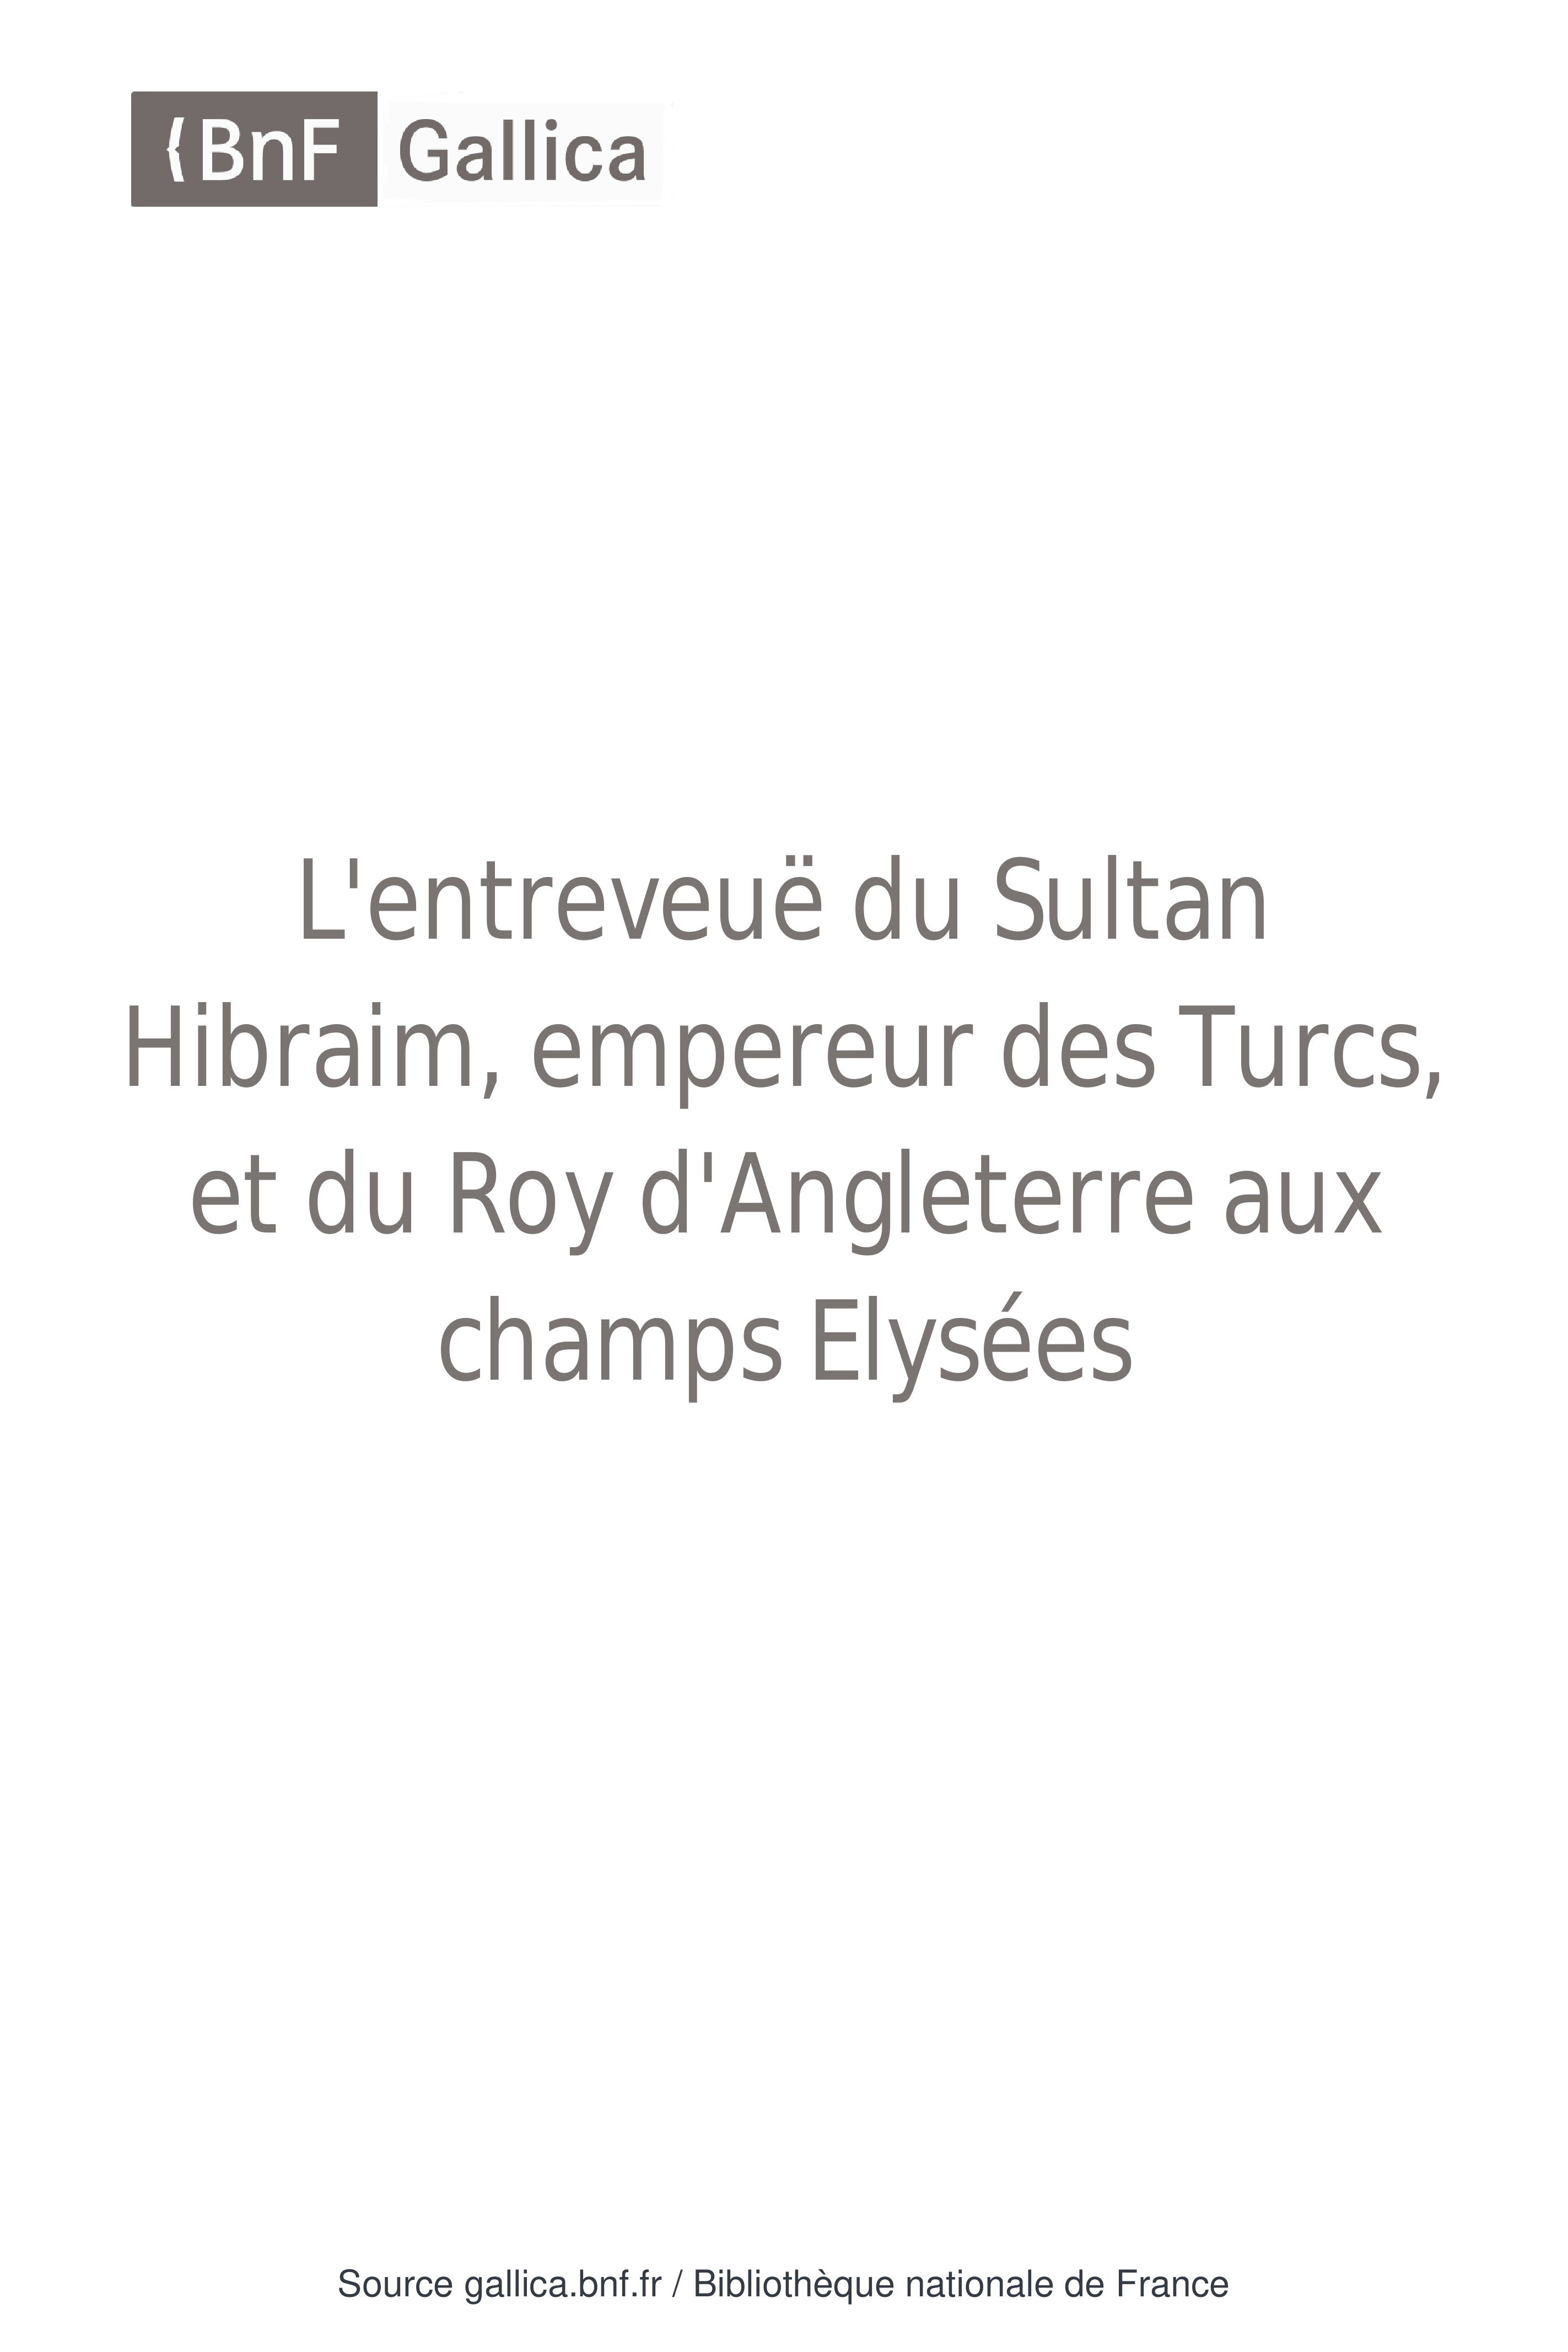 {BnF Gallica
L'entreveuë du Sultan
Hibraim, empereur des Turcs,
et du Roy d'Angleterre aux
champs Elysées
Source gallica.bnf.fr / Bibliothèque nationale de France